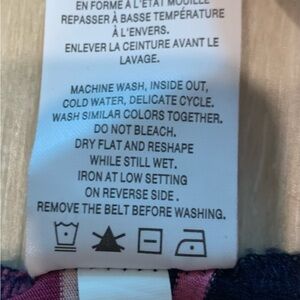 EN FORME À L'ÉTAT MOUILLÉ
REPASSER À BASSE TEMPÉRATURE
À L'ENVERS.
ENLEVER LA CEINTURE AVANT LE
LAVAGE.
MACHINE WASH, INSIDE OUT,
COLD WATER, DELICATE CYCLE.
WASH SIMILAR COLORS TOGETHER.
DO NOT BLEACH.
DRY FLAT AND RESHAPE
WHILE STILL WET.
IRON AT LOW SETTING
ON REVERSE SIDE .
REMOVE THE BELT BEFORE WASHING.